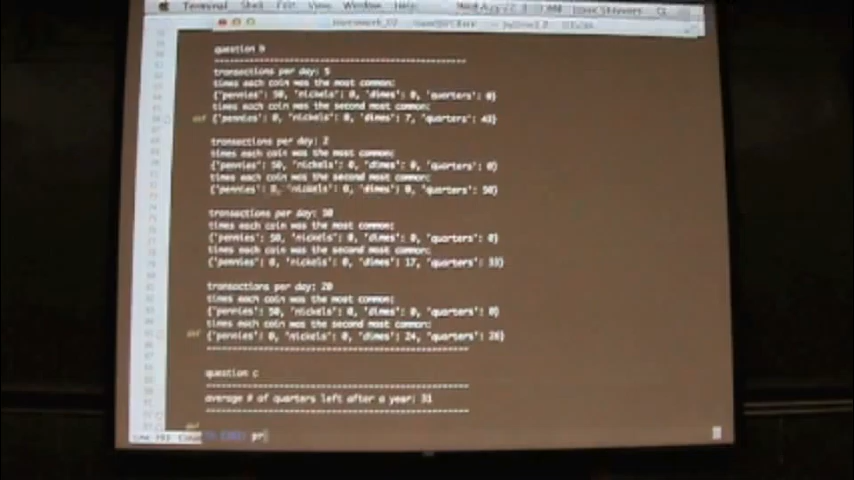 Terminal Shell Edit View Window Help
question b
transactions per day: 5
times each coin was the most common:
{'pennies': 50, 'nickels': 0, 'dimes': 0, 'quarters': 0}
times each coin was the second most common:
{'pennies': 0, 'nickels': 0, 'dimes': 7, 'quarters': 43}
transactions per day: 2
times each coin was the most common:
{'pennies': 50, 'nickels': 0, 'dimes': 0, 'quarters': 0}
times each coin was the second most common:
{'pennies': 0, 'nickels': 0, 'dimes': 0, 'quarters': 50}
transactions per day:
times each coin was the most common:
{'pennies': 50, 'nickels': 0, 'dimes': 0, 'quarters': 0}
times each coin was the second most common:
{'pennies': 0, 'nickels': 0, 'dimes': 17, 'quarters': 33}
transactions per day: 20
times each coin was the most common:
{'pennies': 50, 'nickels': 0, 'dimes': 0, 'quarters': 0}
times each coin was the second most common:
{'pennies': 0, 'nickels': 0, 'dimes': 24, 'quarters': 26}
question c
average # of quarters left after a year: 31
pr